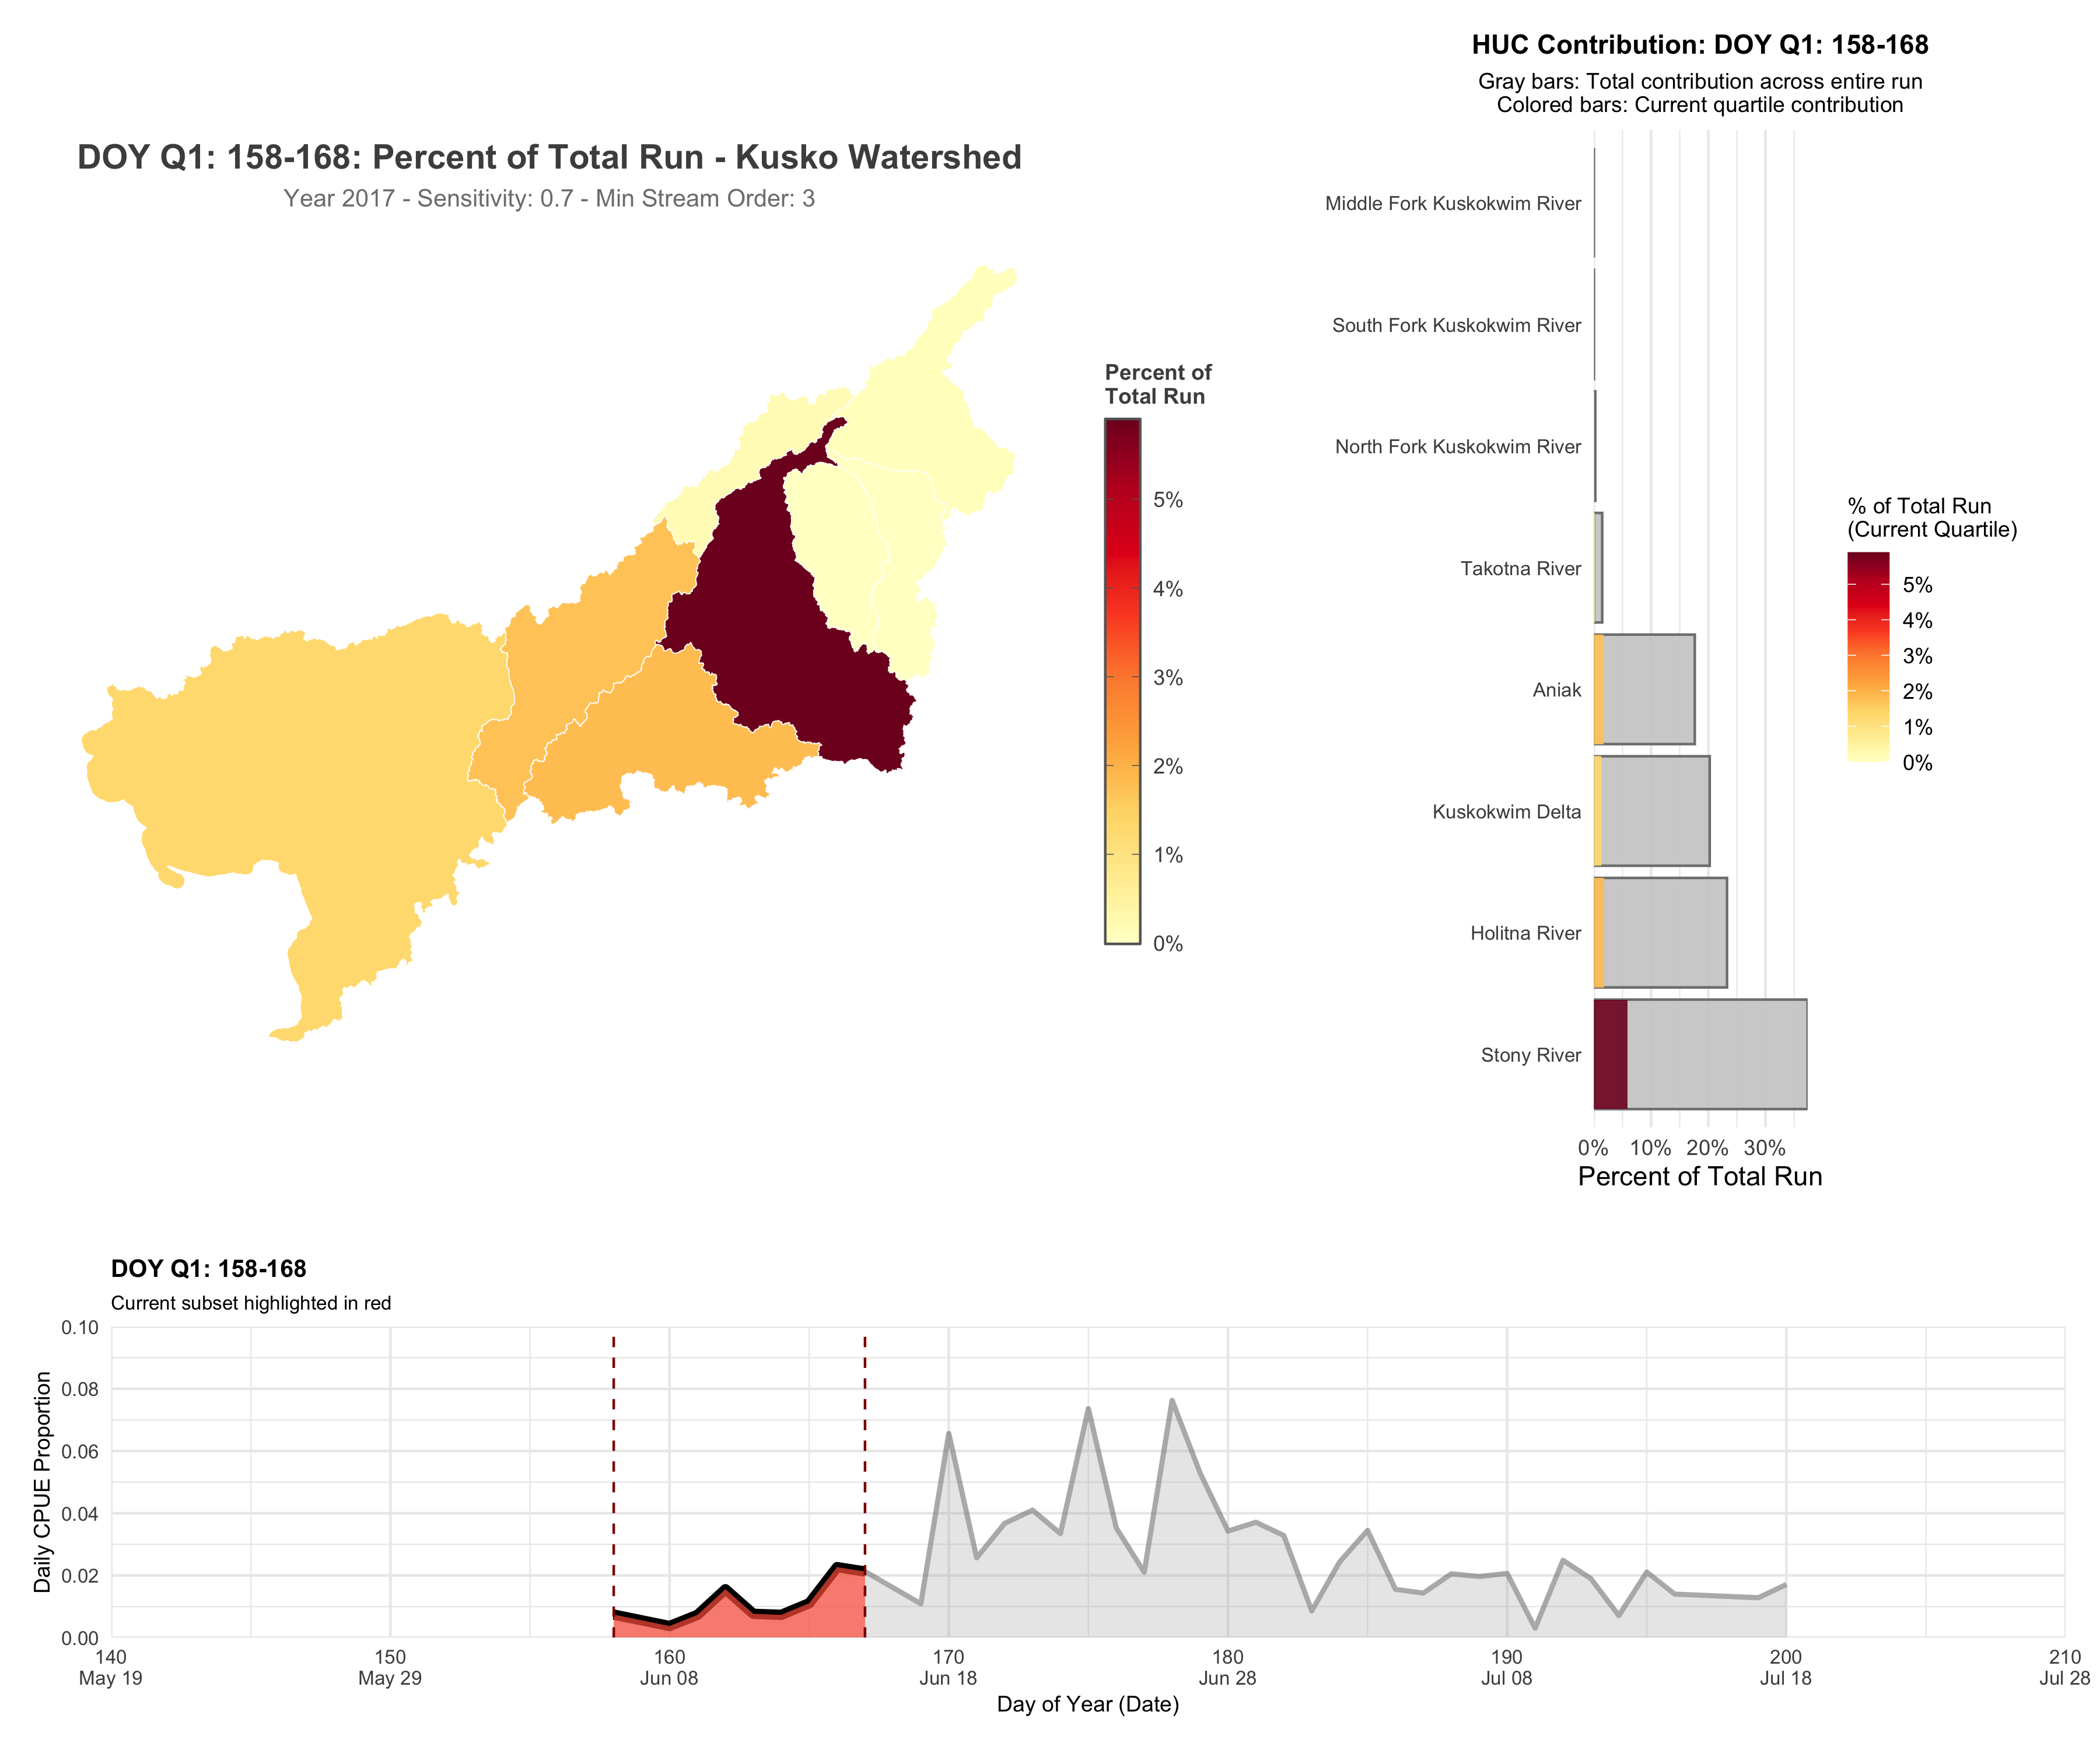 DOY Q1: 158-168: Percent of Total Run - Kusko Watershed
Year 2017 - Sensitivity: 0.7 - Min Stream Order: 3
Percent of
Total Run
5%
4%
3%
2%
1%
0%
HUC Contribution: DOY Q1: 158-168
Gray bars: Total contribution across entire run
Colored bars: Current quartile contribution
Middle Fork Kuskokwim River
South Fork Kuskokwim River
North Fork Kuskokwim River
Takotna River
Aniak
Kuskokwim Delta
Holitna River
Stony River
0% 10% 20% 30%
Percent of Total Run
% of Total Run
(Current Quartile)
5%
4%
3%
2%
1%
0%
DOY Q1: 158-168
Current subset highlighted in red
Daily CPUE Proportion
0.10
0.08
0.06
0.04
0.02
0.00
140 150 160 170 180 190 200 210
May 19 May 29 Jun 08 Jun 18 Jun 28 Jul 08 Jul 18 Jul 28
Day of Year (Date)